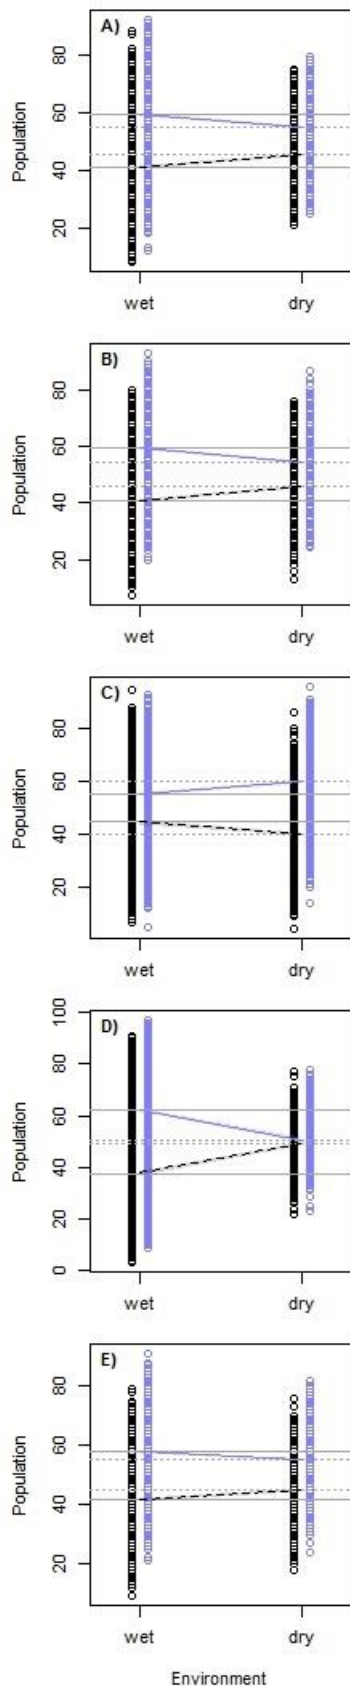 A)
Population
80
60
40
20
wet dry
B)
Population
80
60
40
20
wet dry
C)
Population
80
60
40
20
wet dry
D)
Population
100
80
60
40
20
0
wet dry
E)
Population
80
60
40
20
wet dry
Environment